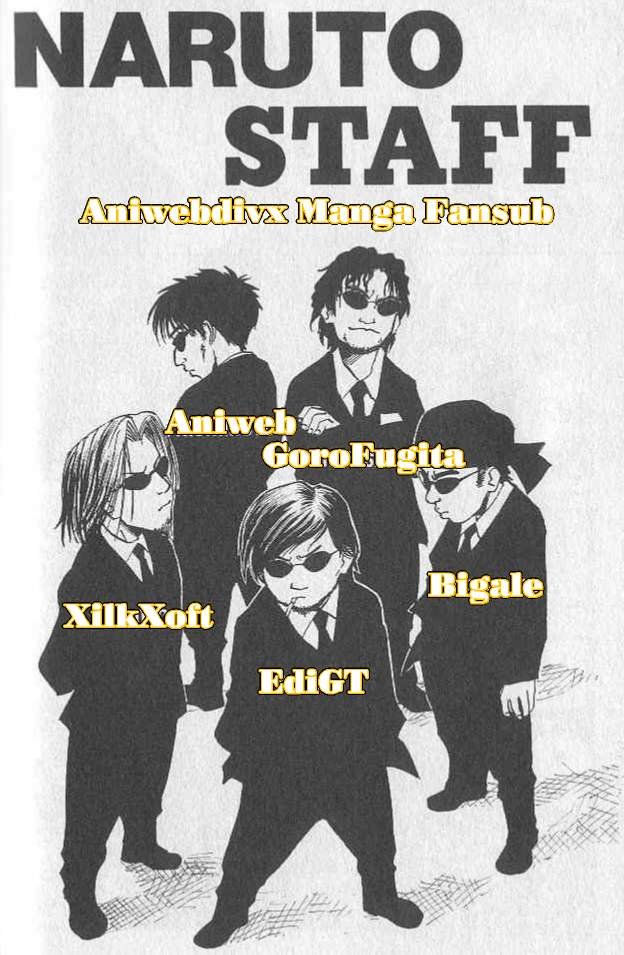 NARUTO
STAFF
Aniwebdivx Manga Fansub
Aniweb
GoroFugita
Bigale
XilkXoft
EdiGT